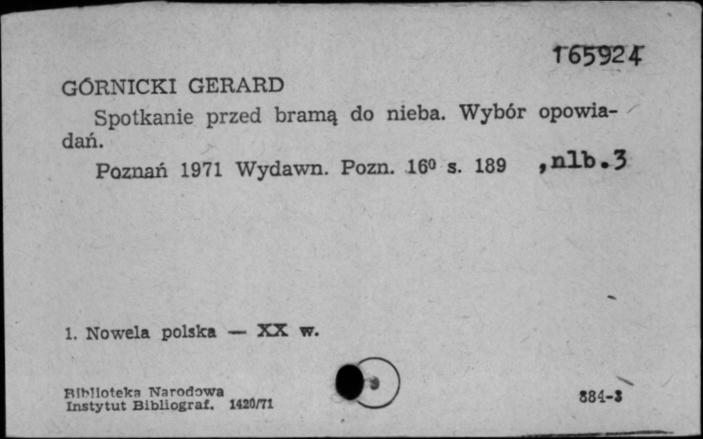 165924
GÓRNICKI GERARD
Spotkanie przed bramą do nieba. Wybór opowia-
dań.
Poznań 1971 Wydawn. Pozn. 16⁰ s. 189 , nlb.3
1. Nowela polska — XX w.
Biblioteka Narodowa
Instytut Bibliograf. 1420/71
884-3